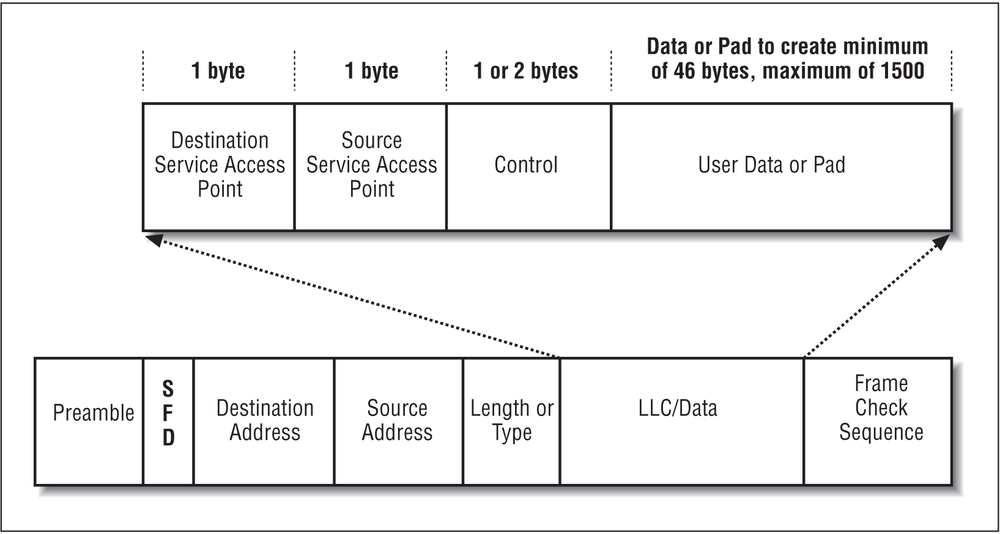 1 byte
1 byte
1 or 2 bytes
Data or Pad to create minimum
of 46 bytes, maximum of 1500
Destination
Service Access
Point
Source
Service Access
Point
Control
User Data or Pad
Preamble
S
F
D
Destination
Address
Source
Address
Length or
Type
LLC/Data
Frame
Check
Sequence